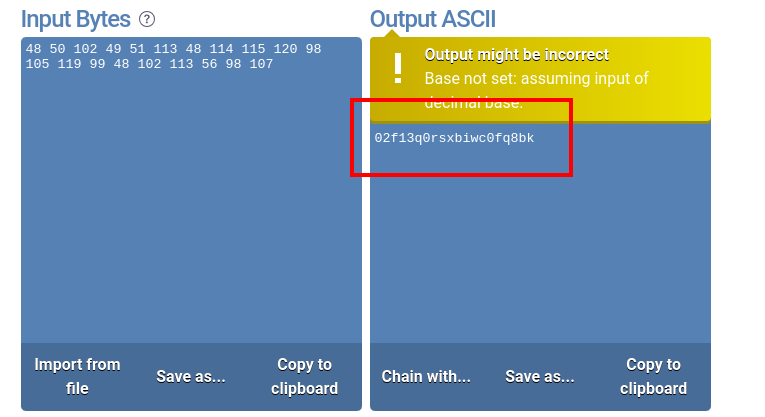 Input Bytes ?
48 50 102 49 51 113 48 114 115 120 98
105 119 99 48 102 113 56 98 107
Import from
file
Save as...
Copy to
clipboard
Output ASCII
!
Output might be incorrect
Base not set: assuming input of
decimal base.
02f13q0rsxbiwc0fq8bk
Chain with...
Save as...
Copy to
clipboard